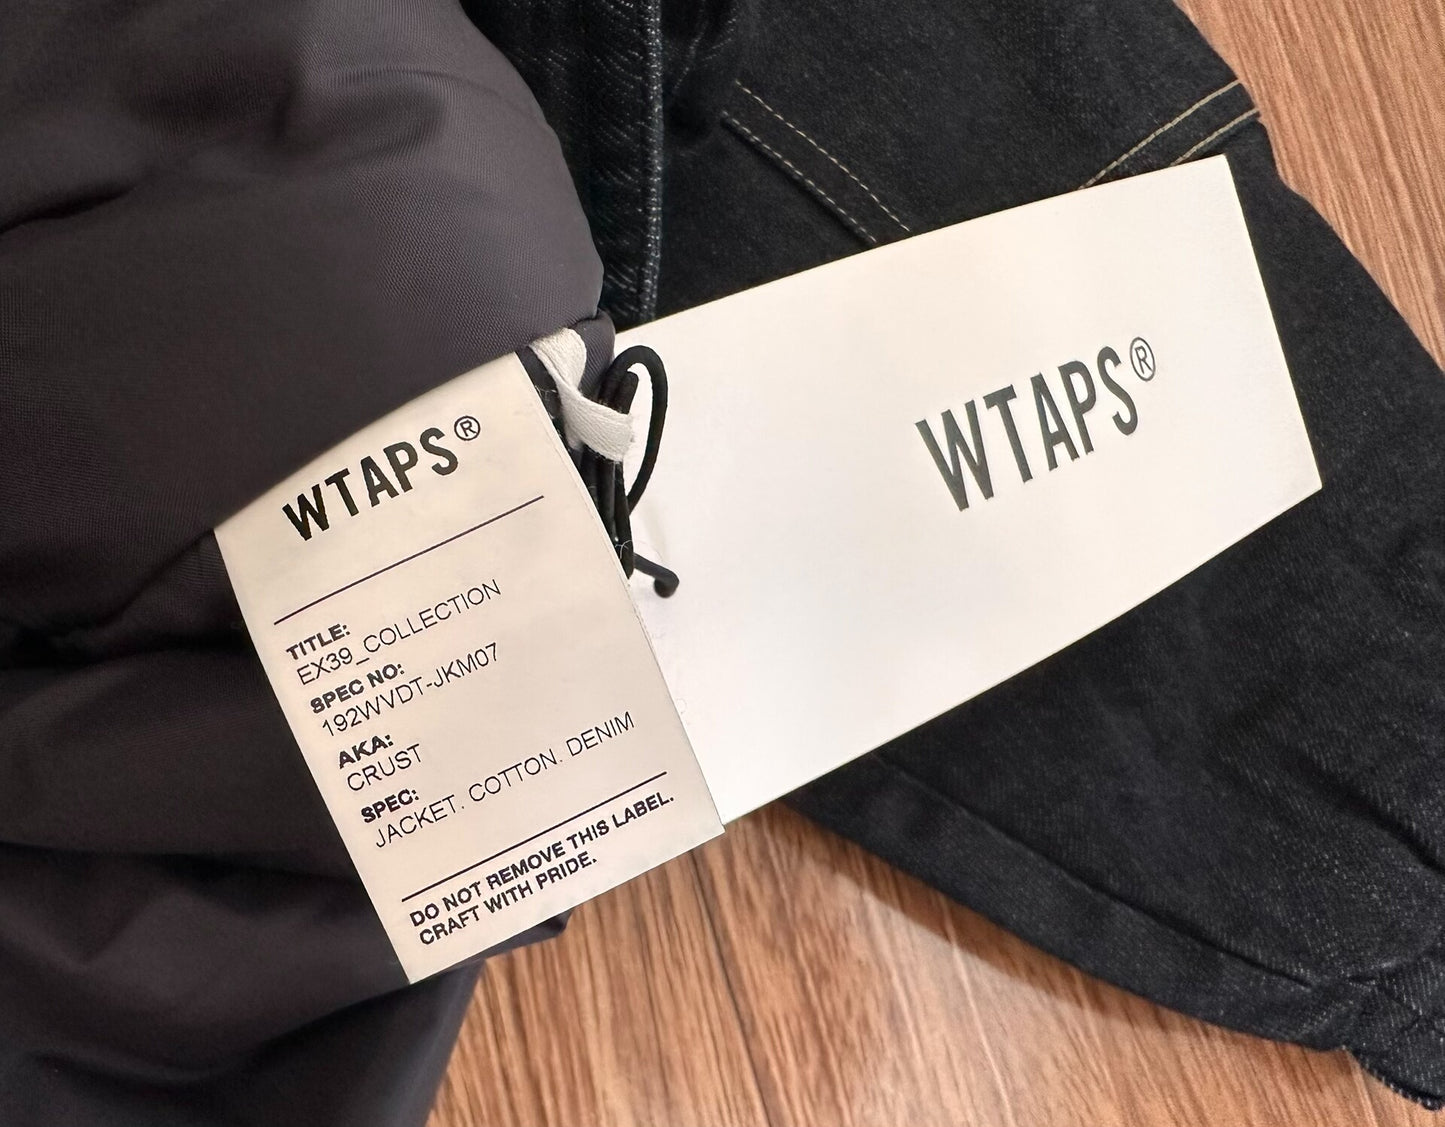 WTAPS®
TITLE:
EX39_COLLECTION
SPEC NO:
192WVDT-JKM07
AKA:
CRUST
SPEC:
JACKET. COTTON. DENIM
DO NOT REMOVE THIS LABEL.
CRAFT WITH PRIDE.
WTAPS®